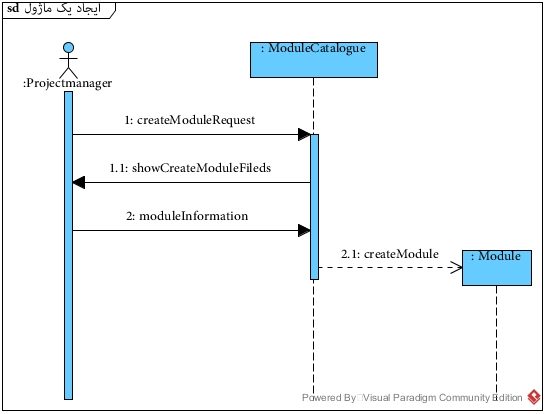 sd ایجاد یک ماژول
: ModuleCatalogue
:Projectmanager
1: createModuleRequest
1.1: showCreateModuleFileds
2: moduleInformation
2.1: createModule
: Module
Powered By Visual Paradigm Community Edition